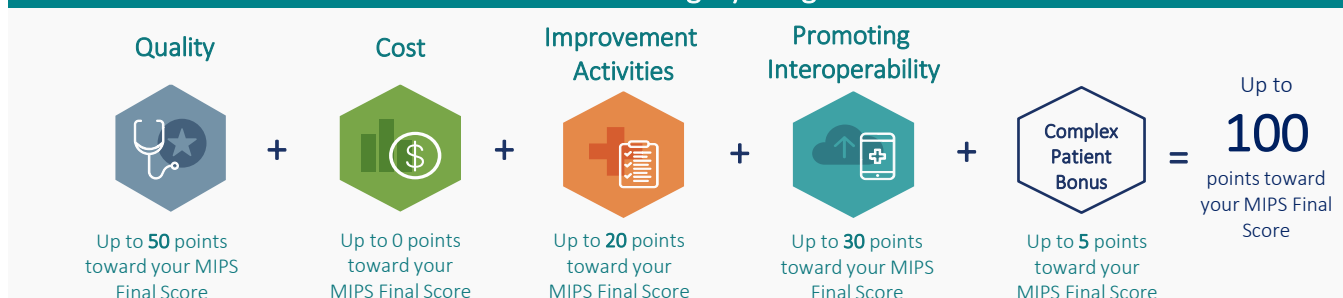 Quality
Up to 50 points
toward your MIPS
Final Score
+
Cost
$
Up to 0 points
toward your
MIPS Final Score
+
Improvement
Activities
Up to 20 points
toward your
MIPS Final Score
+
Promoting
Interoperability
Up to 30 points
toward your MIPS
Final Score
+
Complex
Patient
Bonus
Up to 5 points
toward your
MIPS Final Score
=
Up to
100
points toward
your MIPS Final
Score